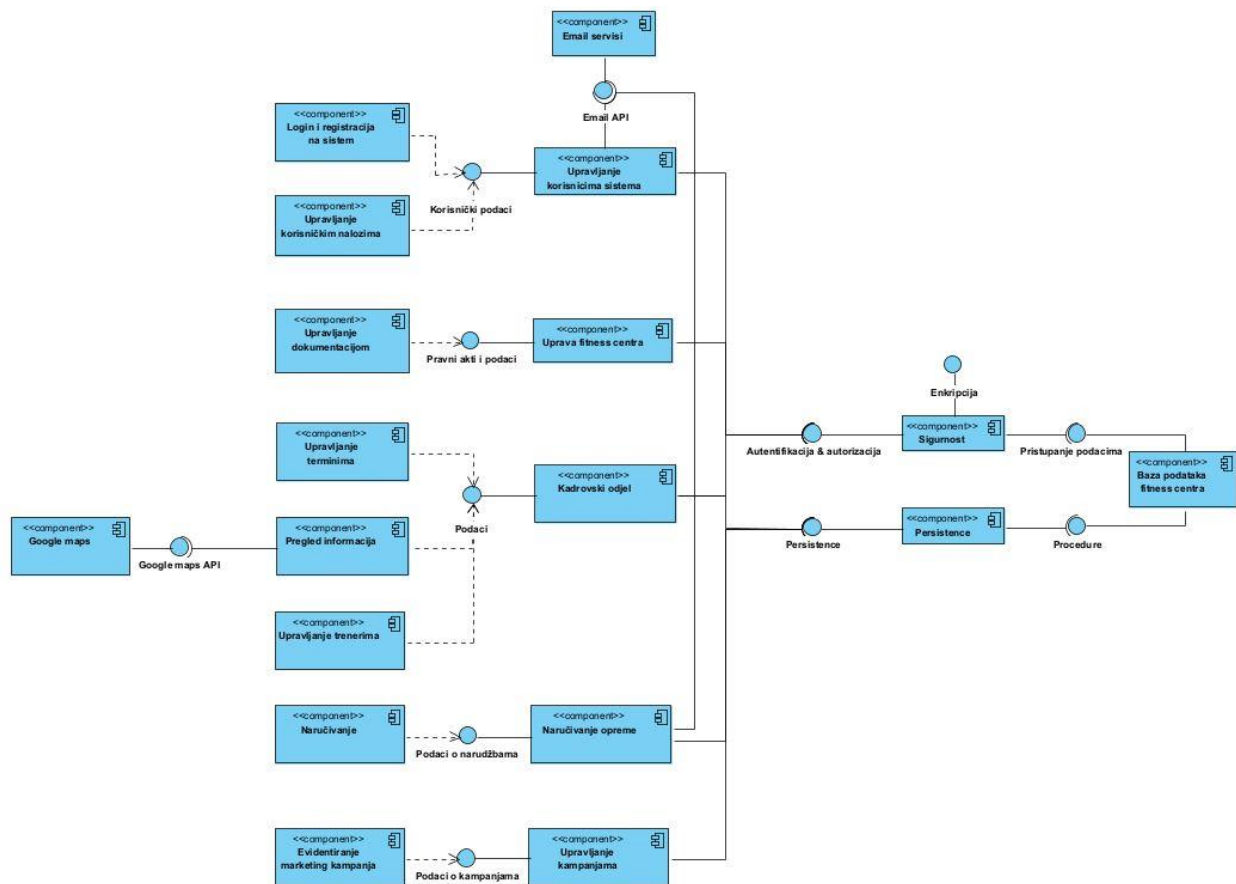 <<component>>
Email servisi
Email API
<<component>>
Login i registracija
na sistem
<<component>>
Upravljanje
korisničkim nalozima
Korisnički podaci
<<component>>
Upravljanje
korisnicima sistema
<<component>>
Upravljanje
dokumentacijom
Pravni akti i podaci
<<component>>
Uprava fitness centra
<<component>>
Upravljanje
terminima
<<component>>
Google maps
Google maps API
<<component>>
Pregled informacija
<<component>>
Upravljanje trenerima
Podaci
<<component>>
Kadrovski odjel
<<component>>
Naručivanje
Podaci o narudžbama
<<component>>
Naručivanje opreme
<<component>>
Evidentiranje
marketing kampanja
Podaci o kampanjama
<<component>>
Upravljanje
kampanjama
Autentifikacija & autorizacija
Enkripcija
<<component>>
Sigurnost
Pristupanje podacima
Persistence
<<component>>
Persistence
Procedure
<<component>>
Baza podataka
fitness centra